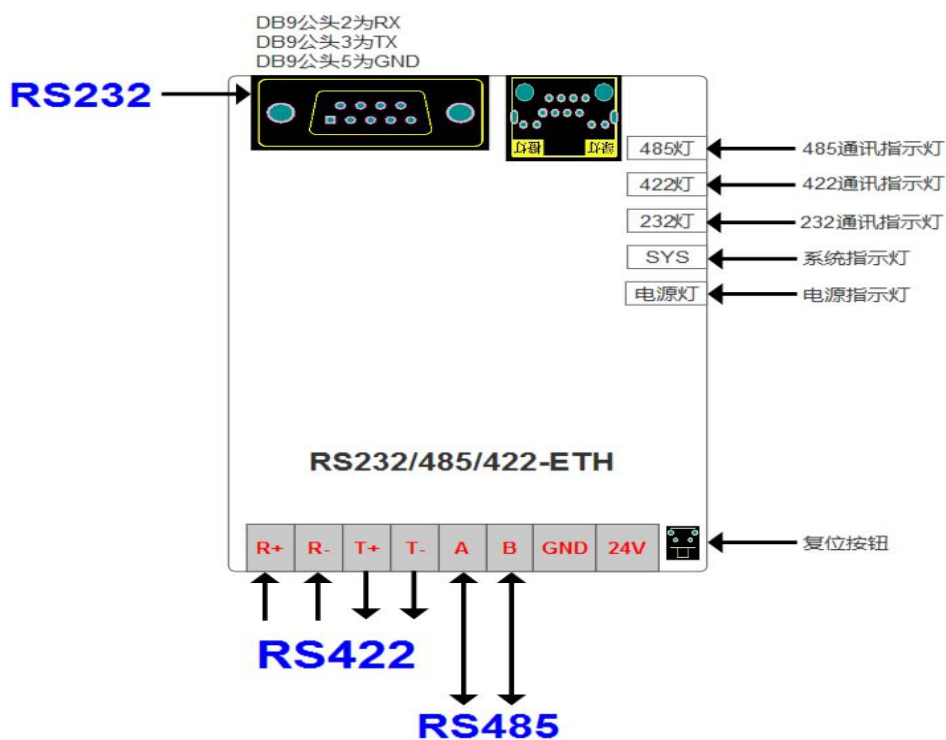 DB9公头2为RX
DB9公头3为TX
DB9公头5为GND
RS232
橙灯
绿灯
485灯
485通讯指示灯
422灯
422通讯指示灯
232灯
232通讯指示灯
SYS
系统指示灯
电源灯
电源指示灯
RS232/485/422-ETH
R+ R- T+ T- A B GND 24V
复位按钮
RS422
RS485